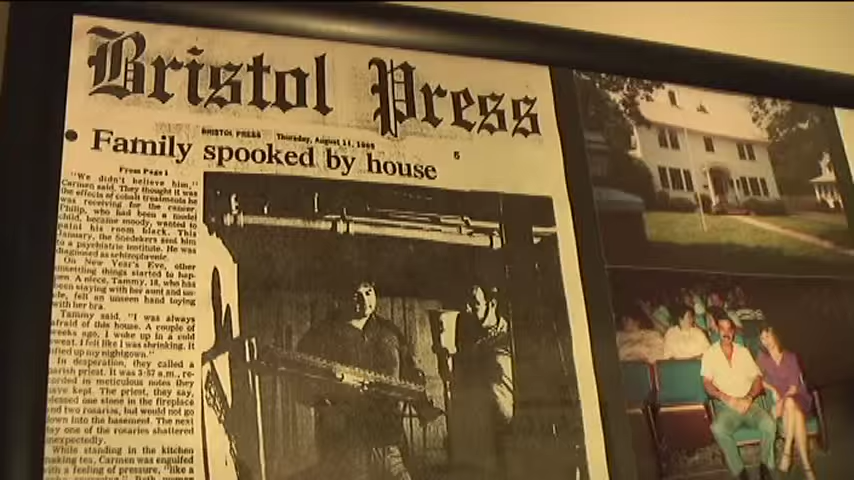 Bristol Press
BRISTOL PRESS Thursday, August 11, 1988
5
• Family spooked by house
From Page 1
"We didn't believe him,"
Carmen said. They thought it was
the effects of cobalt treatments he
was receiving for the cancer.
Philip, who had been a model
child, became moody, wanted to
paint his room black. This
January, the Snedekers sent him
to a psychiatric institute. He was
diagnosed as schizophrenic.
On New Year's Eve, other
unsettling things started to hap-
pen. A niece, Tammy, 18, who has
been staying with her aunt and un-
cle, felt an unseen hand toying
with her bra.
Tammy said, "I was always
afraid of this house. A couple of
weeks ago, I woke up in a cold
sweat. I felt like I was shrinking. It
lifted up my nightgown."
In desperation, they called a
parish priest. It was 3:37 a.m., re-
corded in meticulous notes they
have kept. The priest, they say,
blessed one stone in the fireplace
and two rosaries, but would not go
down into the basement. The next
day one of the rosaries shattered
unexpectedly.
While standing in the kitchen
making tea, Carmen was engulfed
with a feeling of pressure, "like a